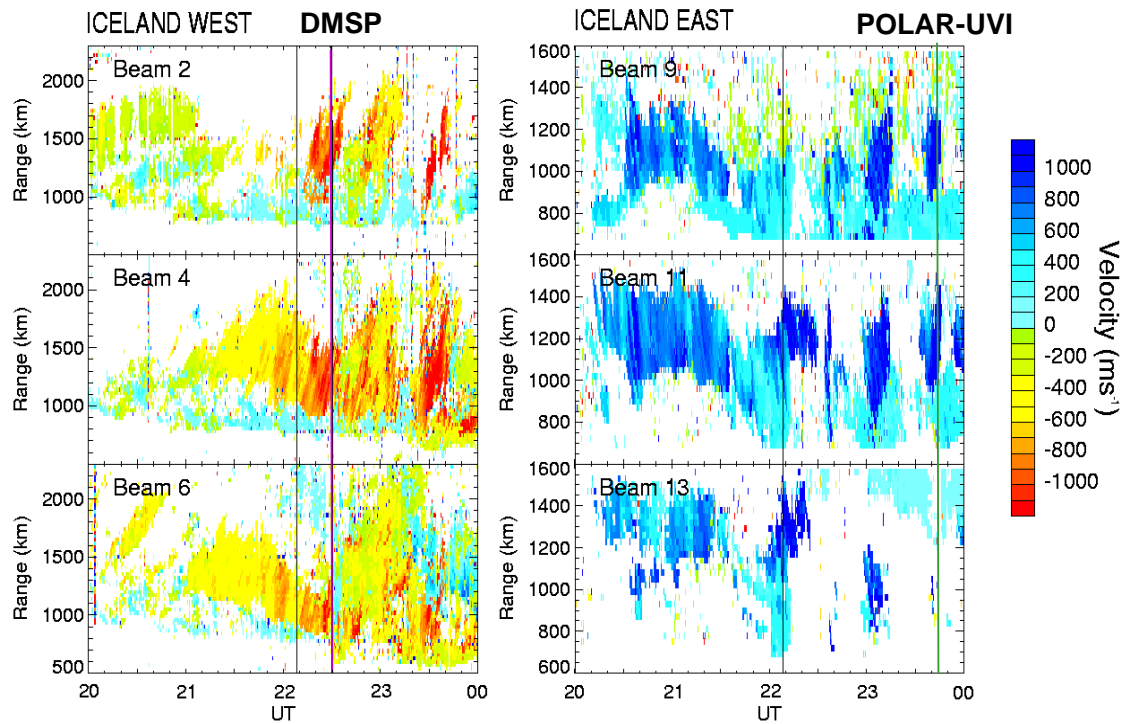 ICELAND WEST DMSP
Beam 2
Range (km)
2000
1500
1000
Beam 4
Range (km)
2000
1500
1000
Beam 6
Range (km)
2000
1500
1000
500
20 21 22 23 00
UT
ICELAND EAST POLAR-UVI
Beam 9
Range (km)
1600
1400
1200
1000
800
Beam 11
Range (km)
1600
1400
1200
1000
800
Beam 13
Range (km)
1600
1400
1200
1000
800
600
20 21 22 23 00
UT
1000
800
600
400
200
0
-200
-400
-600
-800
-1000
Velocity (ms⁻¹)